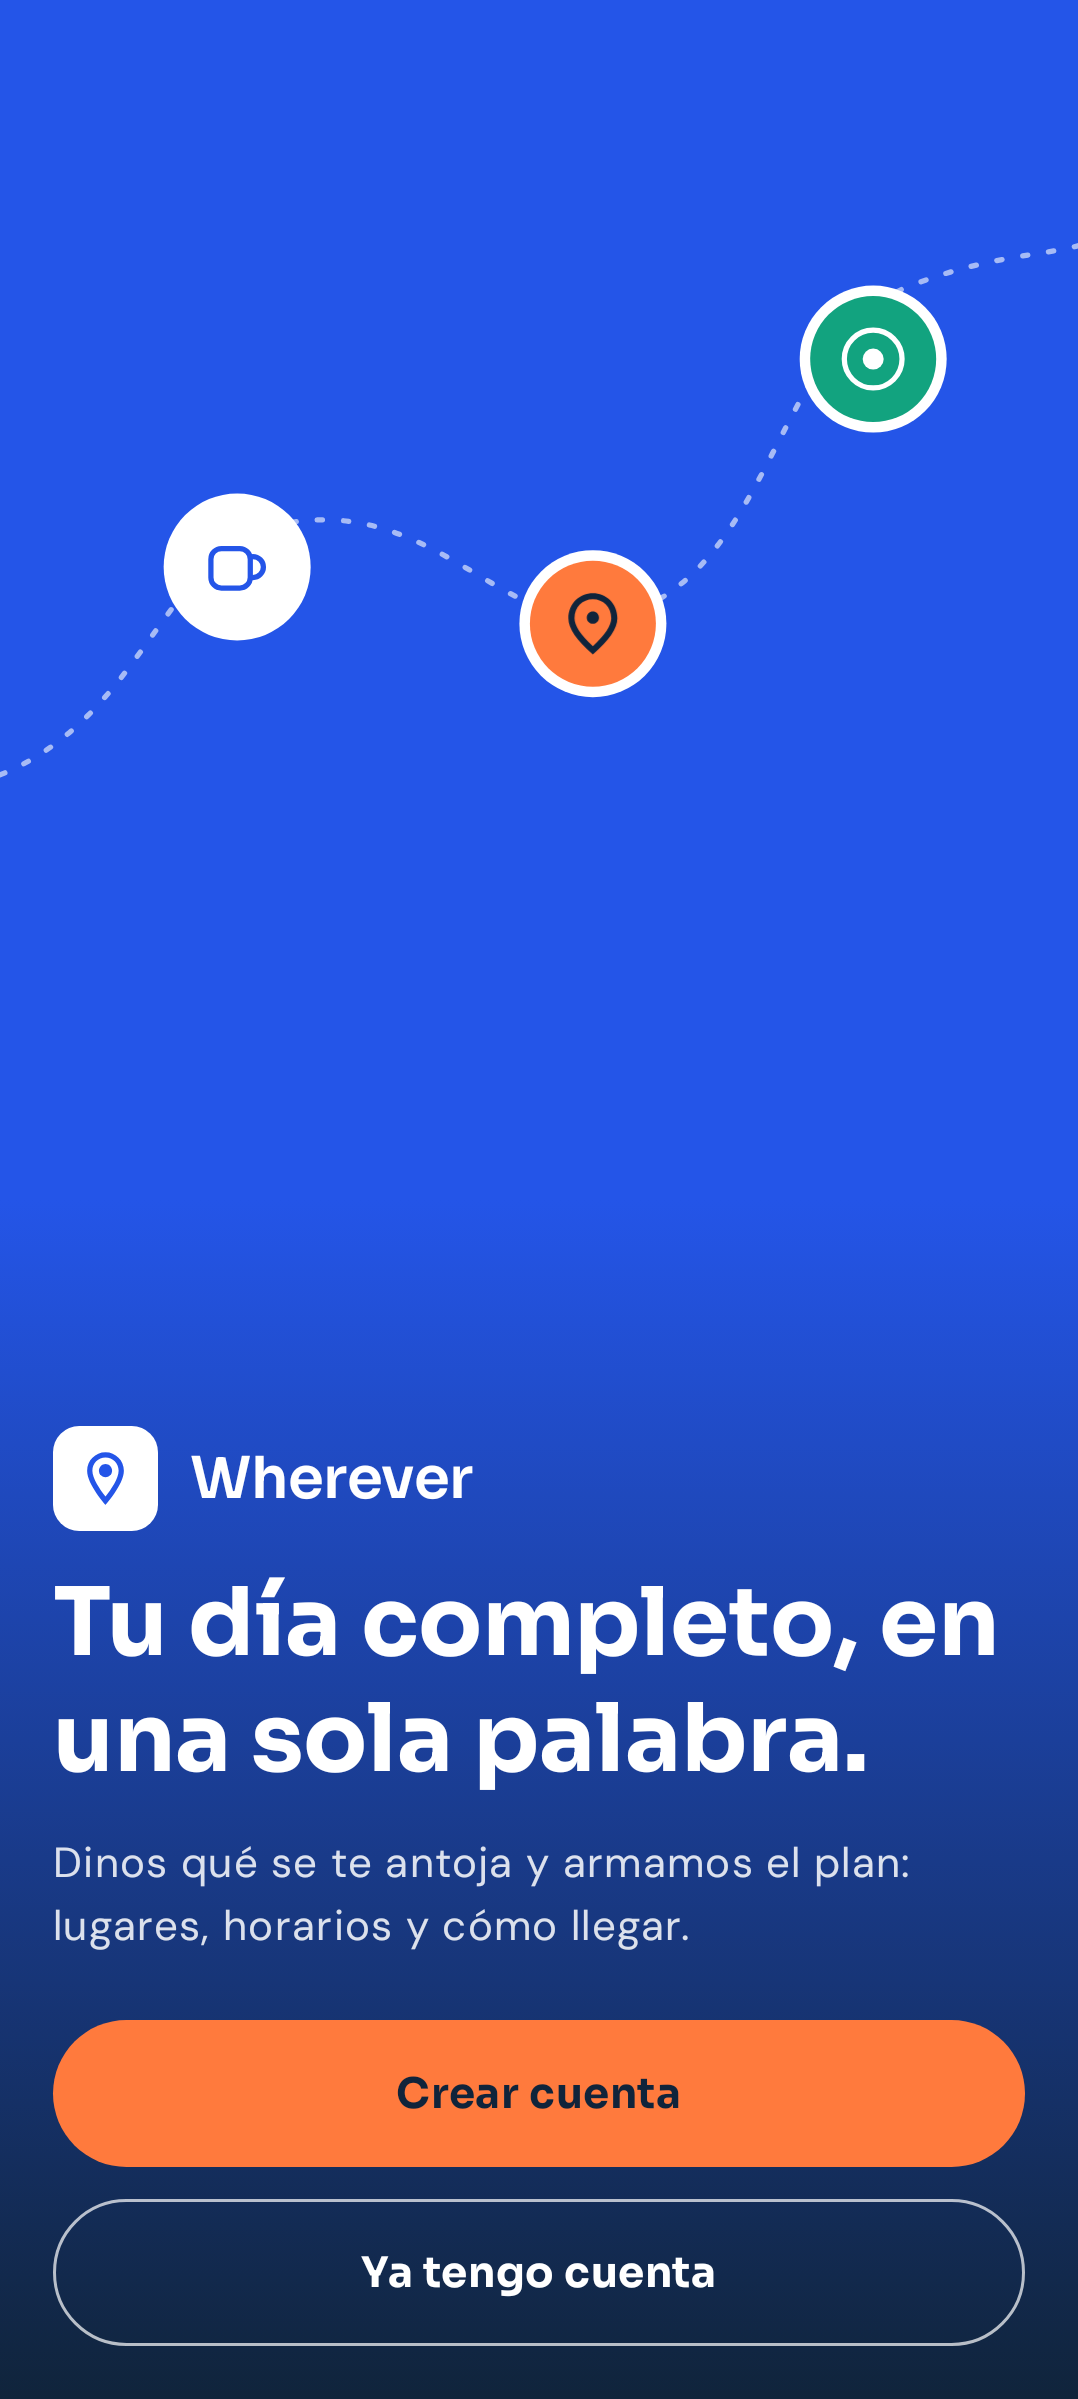 Wherever
Tu día completo, en
una sola palabra.
Dinos qué se te antoja y armamos el plan:
lugares, horarios y cómo llegar.
Crear cuenta
Ya tengo cuenta